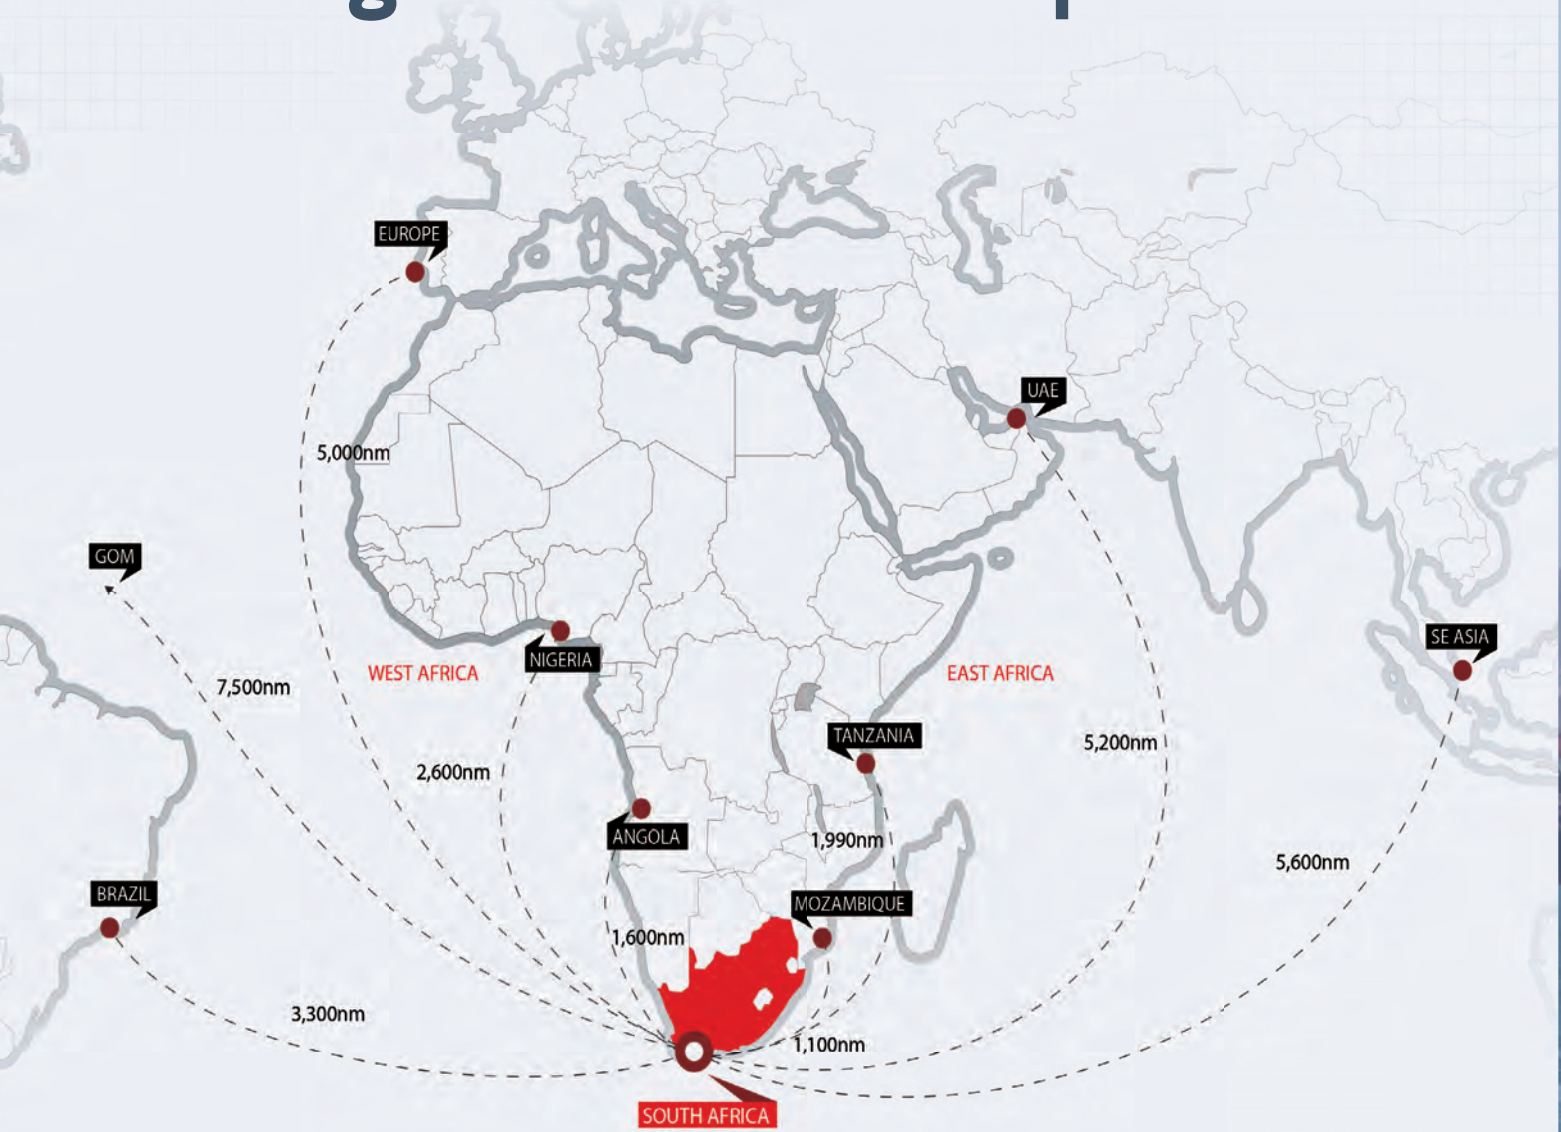 EUROPE
UAE
5,000nm
GOM
SE ASIA
NIGERIA
WEST AFRICA
EAST AFRICA
7,500nm
TANZANIA
5,200nm
2,600nm
ANGOLA
1,990nm
5,600nm
BRAZIL
MOZAMBIQUE
1,600nm
3,300nm
1,100nm
SOUTH AFRICA